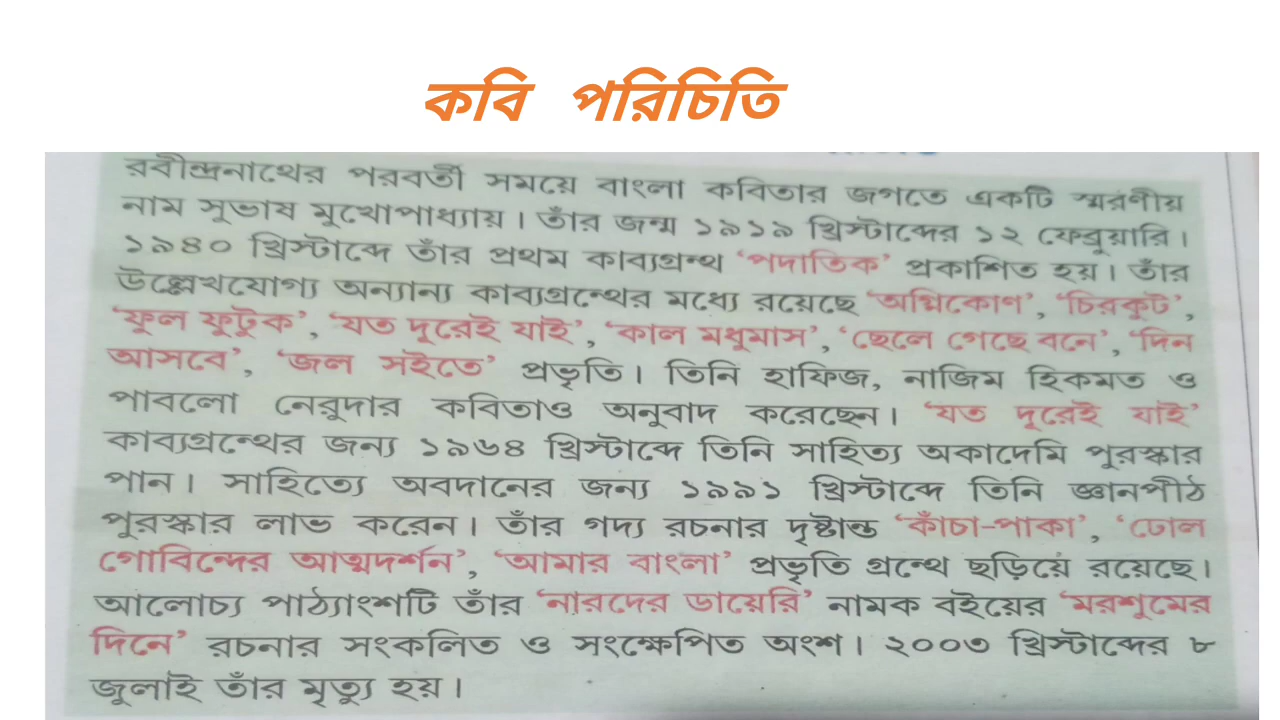 কবি পরিচিতি
রবীন্দ্রনাথের পরবর্তী সময়ে বাংলা কবিতার জগতে একটি স্মরণীয়
নাম সুভাষ মুখোপাধ্যায়। তাঁর জন্ম ১৯১৯ খ্রিস্টাব্দের ১২ ফেব্রুয়ারি।
১৯৪০ খ্রিস্টাব্দে তাঁর প্রথম কাব্যগ্রন্থ ‘পদাতিক’ প্রকাশিত হয়। তাঁর
উল্লেখযোগ্য অন্যান্য কাব্যগ্রন্থের মধ্যে রয়েছে ‘অগ্নিকোণ’, ‘চিরকুট’,
‘ফুল ফুটুক’, ‘যত দূরেই যাই’, ‘কাল মধুমাস’, ‘ছেলে গেছে বনে’, ‘দিন
আসবে’, ‘জল সইতে’ প্রভৃতি। তিনি হাফিজ, নাজিম হিকমত ও
পাবলো নেরুদার কবিতাও অনুবাদ করেছেন। ‘যত দূরেই যাই’
কাব্যগ্রন্থের জন্য ১৯৬৪ খ্রিস্টাব্দে তিনি সাহিত্য অকাদেমি পুরস্কার
পান। সাহিত্যে অবদানের জন্য ১৯৯১ খ্রিস্টাব্দে তিনি জ্ঞানপীঠ
পুরস্কার লাভ করেন। তাঁর গদ্য রচনার দৃষ্টান্ত ‘কাঁচা-পাকা’, ‘ঢোল
গোবিন্দের আত্মদর্শন’, ‘আমার বাংলা’ প্রভৃতি গ্রন্থে ছড়িয়ে রয়েছে।
আলোচ্য পাঠ্যাংশটি তাঁর ‘নারদের ডায়েরি’ নামক বইয়ের ‘মরশুমের
দিনে’ রচনার সংকলিত ও সংক্ষেপিত অংশ। ২০০৩ খ্রিস্টাব্দের ৮
জুলাই তাঁর মৃত্যু হয়।